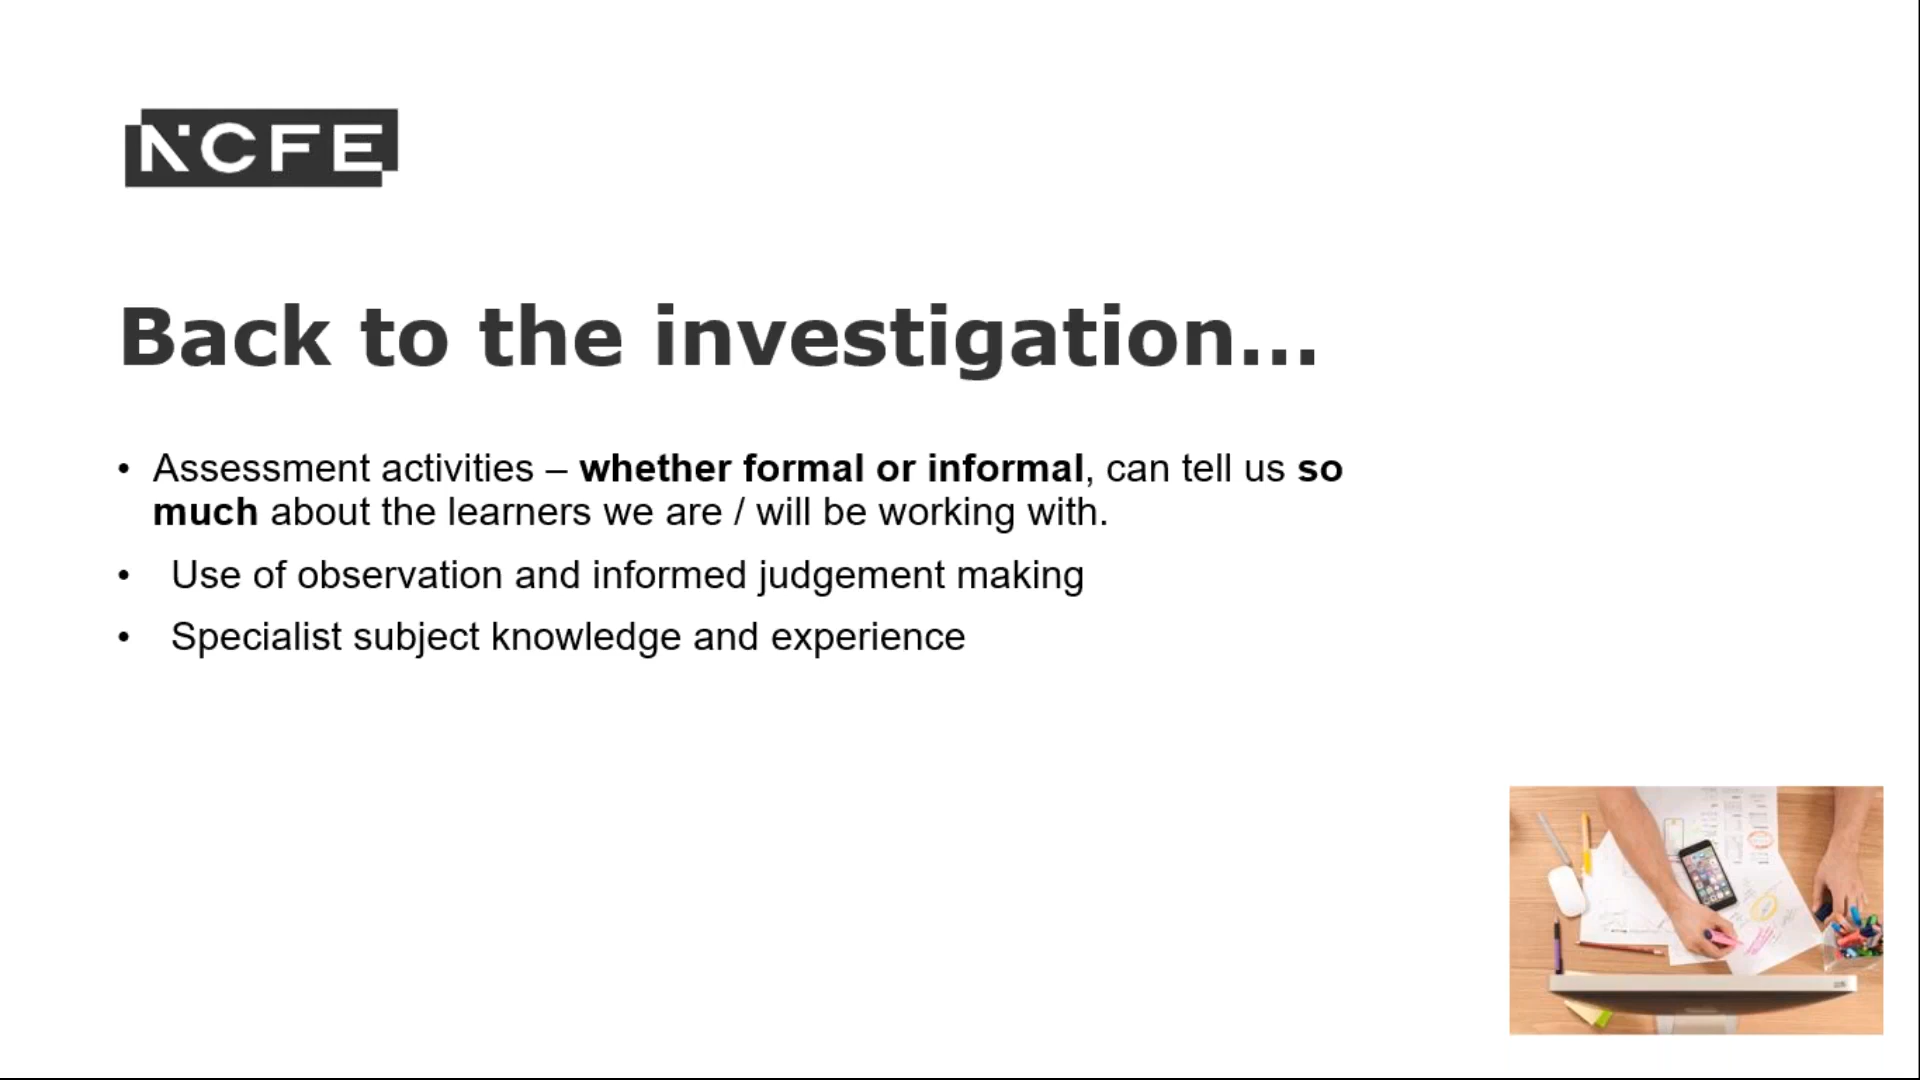 NCFE
Back to the investigation...
• Assessment activities – whether formal or informal, can tell us so
much about the learners we are / will be working with.
• Use of observation and informed judgement making
• Specialist subject knowledge and experience